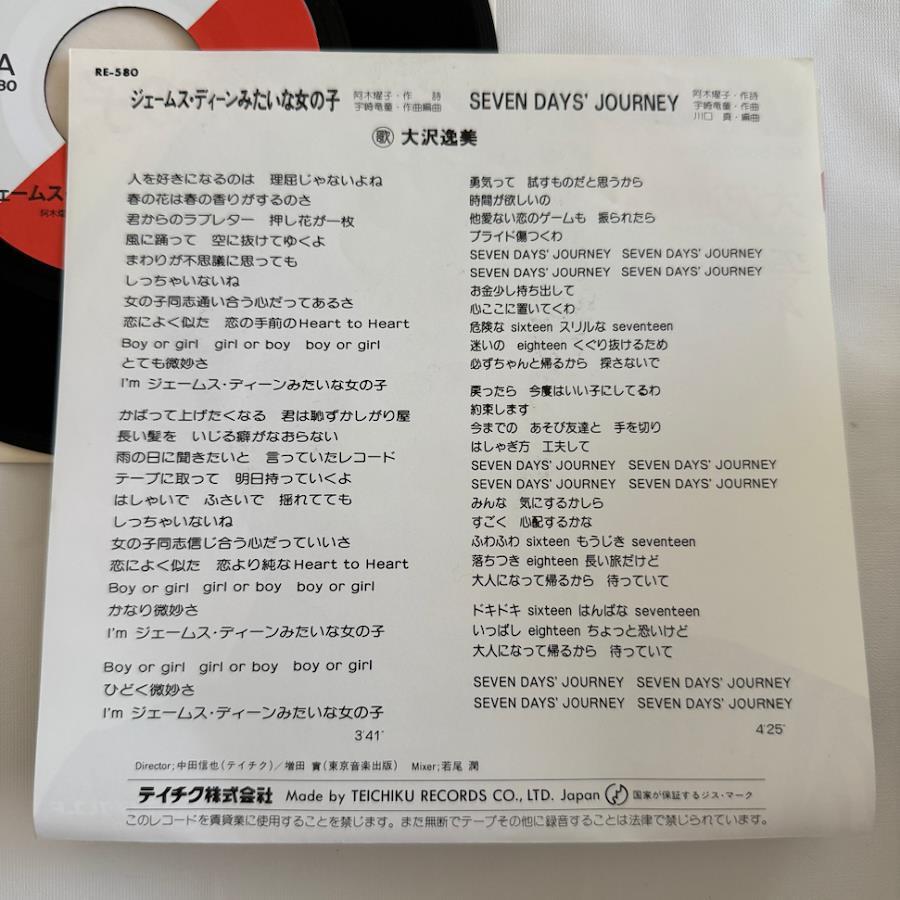 A
80
ェームス・
RE-580
ジェームス・ディーンみたいな女の子
阿木燿子・作　詩
宇崎竜童・作曲編曲
SEVEN DAYS' JOURNEY
阿木燿子・作詩
宇崎竜童・作曲
川口　真・編曲
歌 大沢逸美
人を好きになるのは　理屈じゃないよね
春の花は春の香りがするのさ
君からのラブレター　押し花が一枚
風に踊って　空に抜けてゆくよ
まわりが不思議に思っても
しっちゃいないね
女の子同志通い合う心だってあるさ
恋によく似た　恋の手前のHeart to Heart
Boy or girl　girl or boy　boy or girl
とても微妙さ
I'm ジェームス・ディーンみたいな女の子
かばって上げたくなる　君は恥ずかしがり屋
長い髪を　いじる癖がなおらない
雨の日に聞きたいと　言っていたレコード
テープに取って　明日持っていくよ
はしゃいで　ふさいで　揺れてても
しっちゃいないね
女の子同志信じ合う心だっていいさ
恋によく似た　恋より純なHeart to Heart
Boy or girl　girl or boy　boy or girl
かなり微妙さ
I'm ジェームス・ディーンみたいな女の子
Boy or girl　girl or boy　boy or girl
ひどく微妙さ
I'm ジェームス・ディーンみたいな女の子
3'41"
勇気って　試すものだと思うから
時間が欲しいの
他愛ない恋のゲームも　振られたら
プライド傷つくわ
SEVEN DAYS' JOURNEY　SEVEN DAYS' JOURNEY
SEVEN DAYS' JOURNEY　SEVEN DAYS' JOURNEY
お金少し持ち出して
心ここに置いてくわ
危険な sixteen スリルな seventeen
迷いの　eighteen くぐり抜けるため
必ずちゃんと帰るから　探さないで
戻ったら　今度はいい子にしてるわ
約束します
今までの　あそび友達と　手を切り
はしゃぎ方　工夫して
SEVEN DAYS' JOURNEY　SEVEN DAYS' JOURNEY
SEVEN DAYS' JOURNEY　SEVEN DAYS' JOURNEY
みんな　気にするかしら
すごく　心配するかな
ふわふわ sixteen もうじき seventeen
落ちつき eighteen 長い旅だけど
大人になって帰るから　待っていて
ドキドキ sixteen はんぱな seventeen
いっぱし eighteen ちょっと恐いけど
大人になって帰るから　待っていて
SEVEN DAYS' JOURNEY　SEVEN DAYS' JOURNEY
SEVEN DAYS' JOURNEY　SEVEN DAYS' JOURNEY
4'25"
Director;中田信也(テイチク)／増田 實(東京音楽出版)　Mixer;若尾 潤
テイチク株式会社　Made by TEICHIKU RECORDS CO., LTD. Japan　国家が保証するジス・マーク
このレコードを賃貸業に使用することを禁じます。また無断でテープその他に録音することは法律で禁じられています。